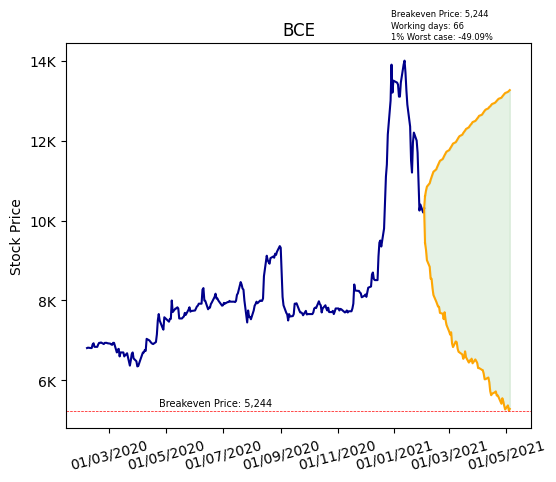 Breakeven Price: 5,244
Working days: 66
1% Worst case: -49.09%
BCE
Stock Price
14K
12K
10K
8K
6K
Breakeven Price: 5,244
01/03/2020
01/05/2020
01/07/2020
01/09/2020
01/11/2020
01/01/2021
01/03/2021
01/05/2021